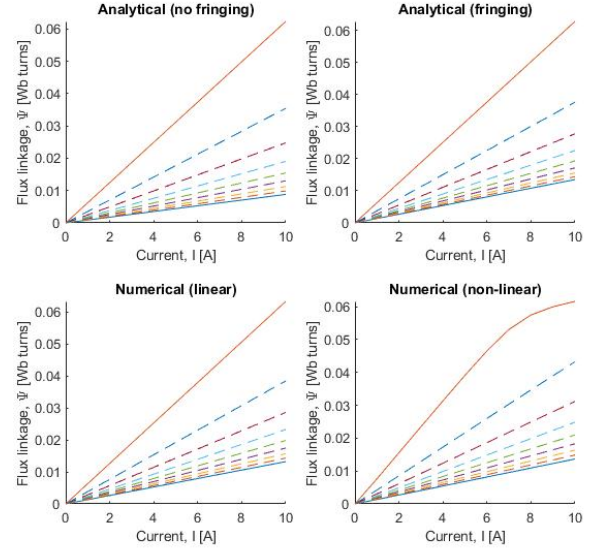 Analytical (no fringing)
Flux linkage, Ψ [Wb turns]
0.06
0.05
0.04
0.03
0.02
0.01
0
0 2 4 6 8 10
Current, I [A]
Analytical (fringing)
Flux linkage, Ψ [Wb turns]
0.06
0.05
0.04
0.03
0.02
0.01
0
0 2 4 6 8 10
Current, I [A]
Numerical (linear)
Flux linkage, Ψ [Wb turns]
0.06
0.05
0.04
0.03
0.02
0.01
0
0 2 4 6 8 10
Current, I [A]
Numerical (non-linear)
Flux linkage, Ψ [Wb turns]
0.06
0.05
0.04
0.03
0.02
0.01
0
0 2 4 6 8 10
Current, I [A]